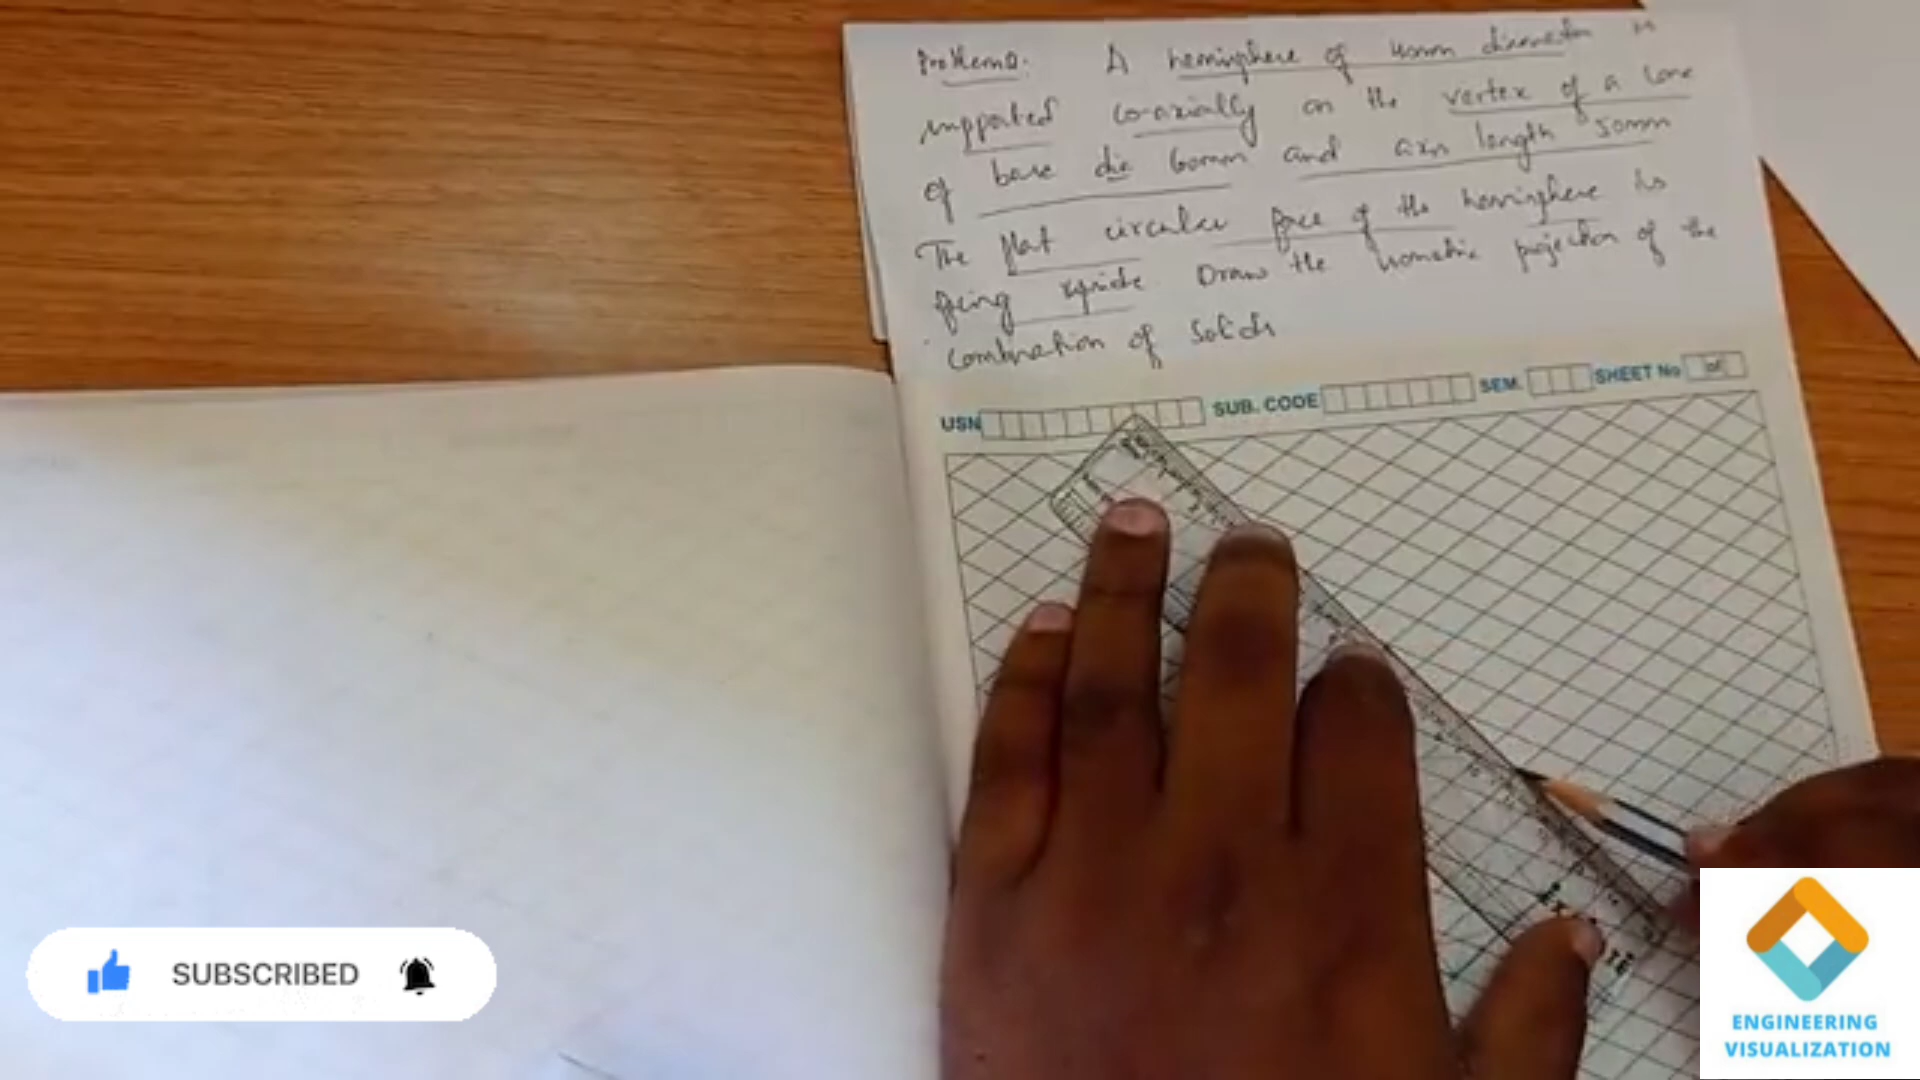 Problem: A hemisphere of 40mm diameter is
supported co-axially on the vertex of a cone
of base dia 60mm and axis length 50mm
The flat circular face of the hemisphere is
facing upside Draw the isometric projection of the
combination of solids
USN SUB. CODE SEM. SHEET No of
SUBSCRIBED
ENGINEERING
VISUALIZATION